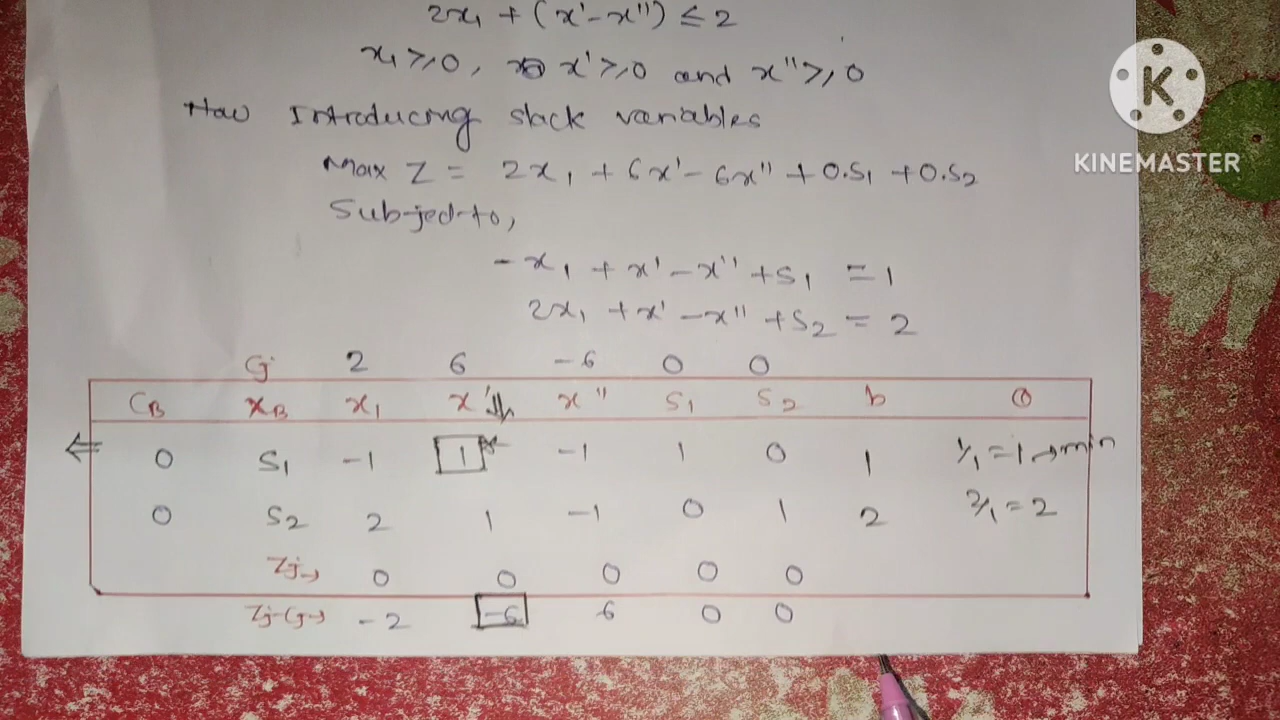 2x₁ + (x' - x'') ≤ 2
x₁ ≥ 0, x' ≥ 0 and x'' ≥ 0
K
KINEMASTER
Now Introducing slack variables
Max Z = 2x₁ + 6x' - 6x'' + 0.S₁ + 0.S₂
Subject to,
-x₁ + x' - x'' + S₁ = 1
2x₁ + x' - x'' + S₂ = 2
Cj 2 6 -6 0 0
CB XB x₁ x' ⇓ x'' S₁ S₂ b θ
⇐ 0 S₁ -1 1 -1 1 0 1 1/1 = 1 → min
0 S₂ 2 1 -1 0 1 2 2/1 = 2
Zj → 0 0 0 0 0
Zj-Cj → -2 -6 6 0 0